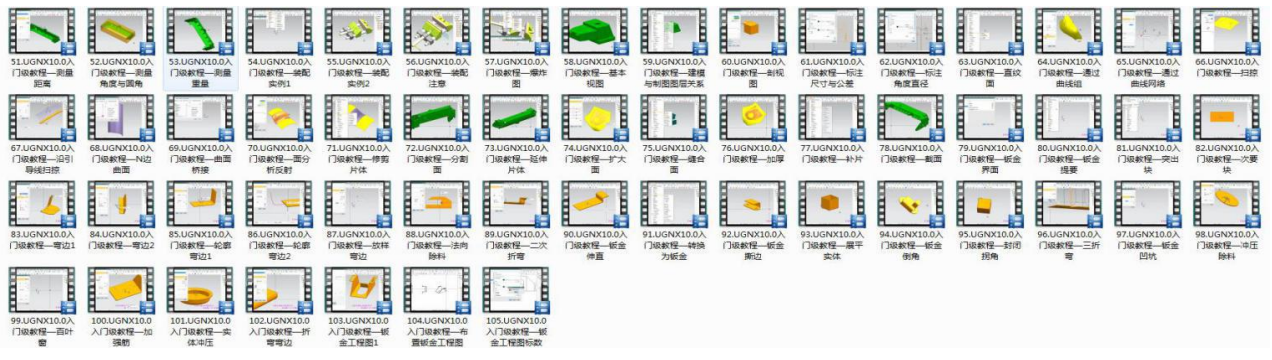 51.UGNX10.0入
门级教程—测量
距离
52.UGNX10.0入
门级教程—测量
角度与圆角
53.UGNX10.0入
门级教程—测量
重量
54.UGNX10.0入
门级教程—装配
实例1
55.UGNX10.0入
门级教程—装配
实例2
56.UGNX10.0入
门级教程—装配
注意
57.UGNX10.0入
门级教程—爆炸
图
58.UGNX10.0入
门级教程—基本
视图
59.UGNX10.0入
门级教程—建模
与制图图层关系
60.UGNX10.0入
门级教程—剖视
图
61.UGNX10.0入
门级教程—标注
尺寸与公差
62.UGNX10.0入
门级教程—标注
角度直径
63.UGNX10.0入
门级教程—直纹
面
64.UGNX10.0入
门级教程—通过
曲线组
65.UGNX10.0入
门级教程—通过
曲线网络
66.UGNX10.0入
门级教程—扫掠
67.UGNX10.0入
门级教程—沿引
导线扫掠
68.UGNX10.0入
门级教程—N边
曲面
69.UGNX10.0入
门级教程—曲面
桥接
70.UGNX10.0入
门级教程—面分
析反射
71.UGNX10.0入
门级教程—修剪
片体
72.UGNX10.0入
门级教程—分割
面
73.UGNX10.0入
门级教程—延伸
片体
74.UGNX10.0入
门级教程—扩大
面
75.UGNX10.0入
门级教程—缝合
面
76.UGNX10.0入
门级教程—加厚
77.UGNX10.0入
门级教程—补片
78.UGNX10.0入
门级教程—截面
79.UGNX10.0入
门级教程—钣金
界面
80.UGNX10.0入
门级教程—钣金
提要
81.UGNX10.0入
门级教程—突出
块
82.UGNX10.0入
门级教程—次要
块
83.UGNX10.0入
门级教程—弯边1
84.UGNX10.0入
门级教程—弯边2
85.UGNX10.0入
门级教程—轮廓
弯边1
86.UGNX10.0入
门级教程—轮廓
弯边2
87.UGNX10.0入
门级教程—放样
弯边
88.UGNX10.0入
门级教程—法向
除料
89.UGNX10.0入
门级教程—二次
折弯
90.UGNX10.0入
门级教程—钣金
伸直
91.UGNX10.0入
门级教程—转换
为钣金
92.UGNX10.0入
门级教程—钣金
撕边
93.UGNX10.0入
门级教程—展平
实体
94.UGNX10.0入
门级教程—钣金
倒角
95.UGNX10.0入
门级教程—封闭
拐角
96.UGNX10.0入
门级教程—三折
弯
97.UGNX10.0入
门级教程—钣金
凹坑
98.UGNX10.0入
门级教程—冲压
除料
99.UGNX10.0入
门级教程—百叶
窗
100.UGNX10.0
入门级教程—加
强筋
101.UGNX10.0
入门级教程—实
体冲压
102.UGNX10.0
入门级教程—折
弯弯边
103.UGNX10.0
入门级教程—钣
金工程图1
104.UGNX10.0
入门级教程—布
置钣金工程图
105.UGNX10.0
入门级教程—钣
金工程图标数